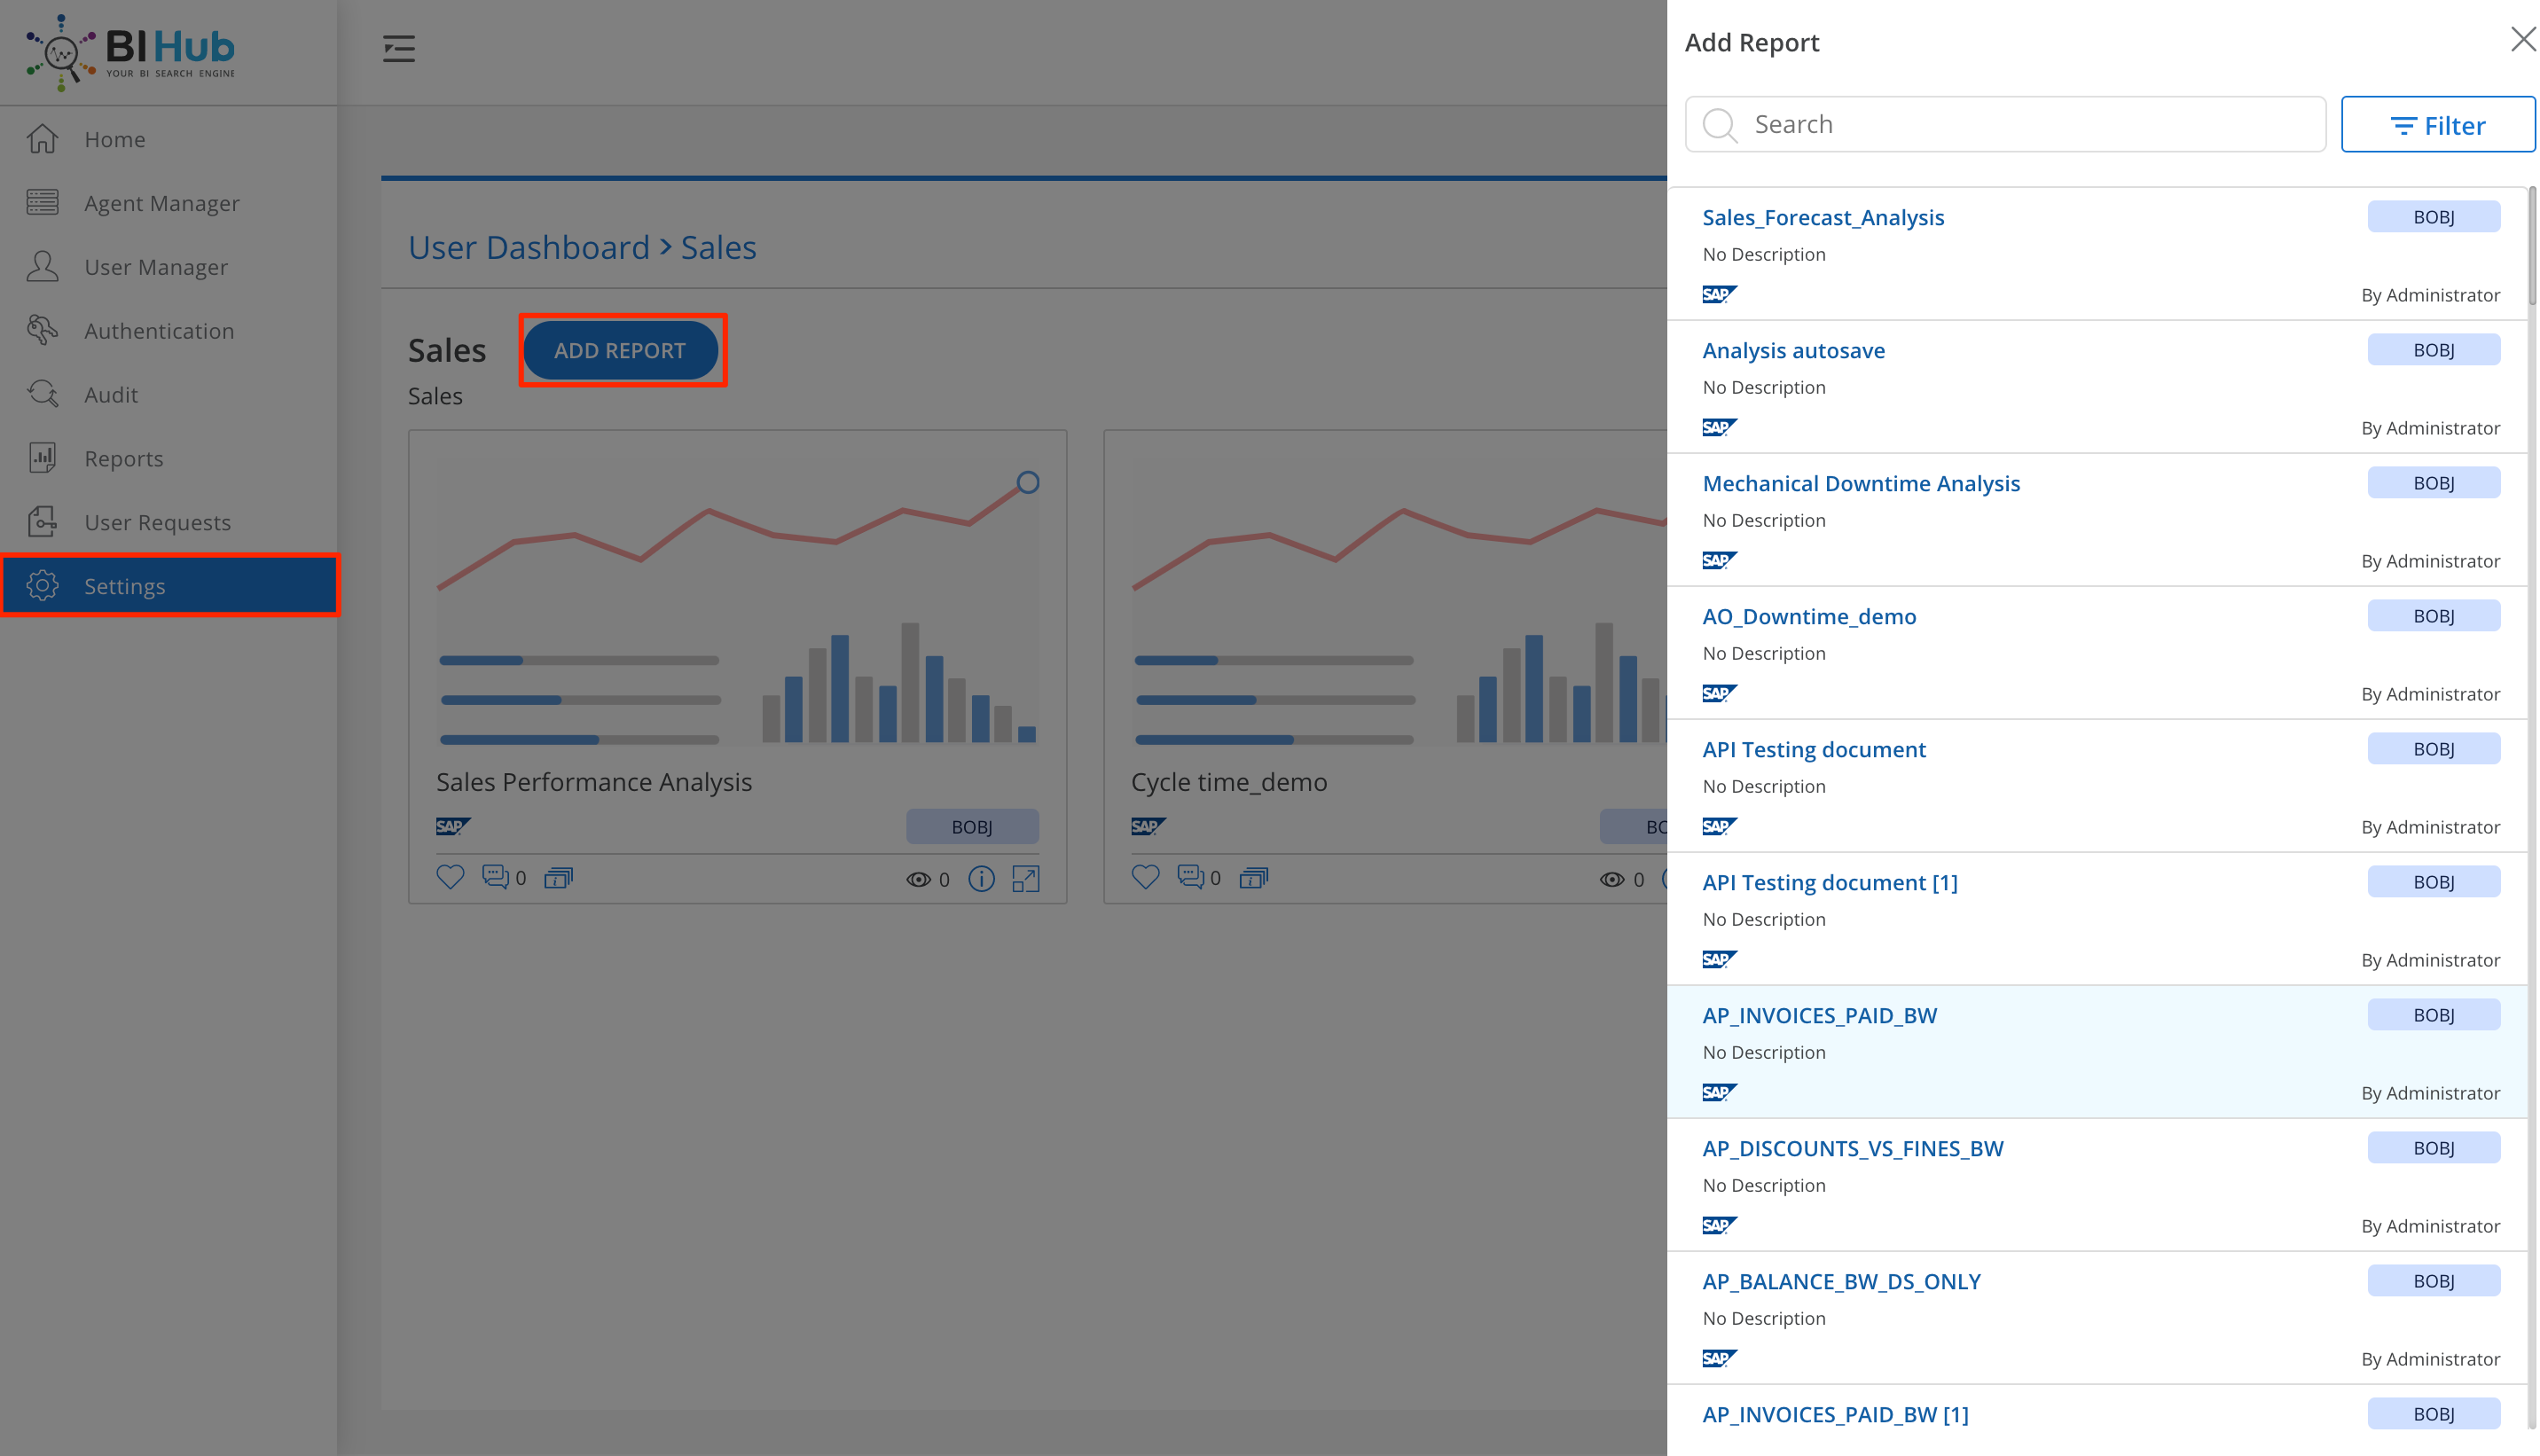 BI Hub
YOUR BI SEARCH ENGINE
Home
Agent Manager
User Manager
Authentication
Audit
Reports
User Requests
Settings
User Dashboard > Sales
Sales
ADD REPORT
Sales
Sales Performance Analysis
SAP
BOBJ
0
0
Cycle time_demo
SAP
BO
0
0
Add Report
Search
Filter
Sales_Forecast_Analysis
BOBJ
No Description
SAP
By Administrator
Analysis autosave
BOBJ
No Description
SAP
By Administrator
Mechanical Downtime Analysis
BOBJ
No Description
SAP
By Administrator
AO_Downtime_demo
BOBJ
No Description
SAP
By Administrator
API Testing document
BOBJ
No Description
SAP
By Administrator
API Testing document [1]
BOBJ
No Description
SAP
By Administrator
AP_INVOICES_PAID_BW
BOBJ
No Description
SAP
By Administrator
AP_DISCOUNTS_VS_FINES_BW
BOBJ
No Description
SAP
By Administrator
AP_BALANCE_BW_DS_ONLY
BOBJ
No Description
SAP
By Administrator
AP_INVOICES_PAID_BW [1]
BOBJ